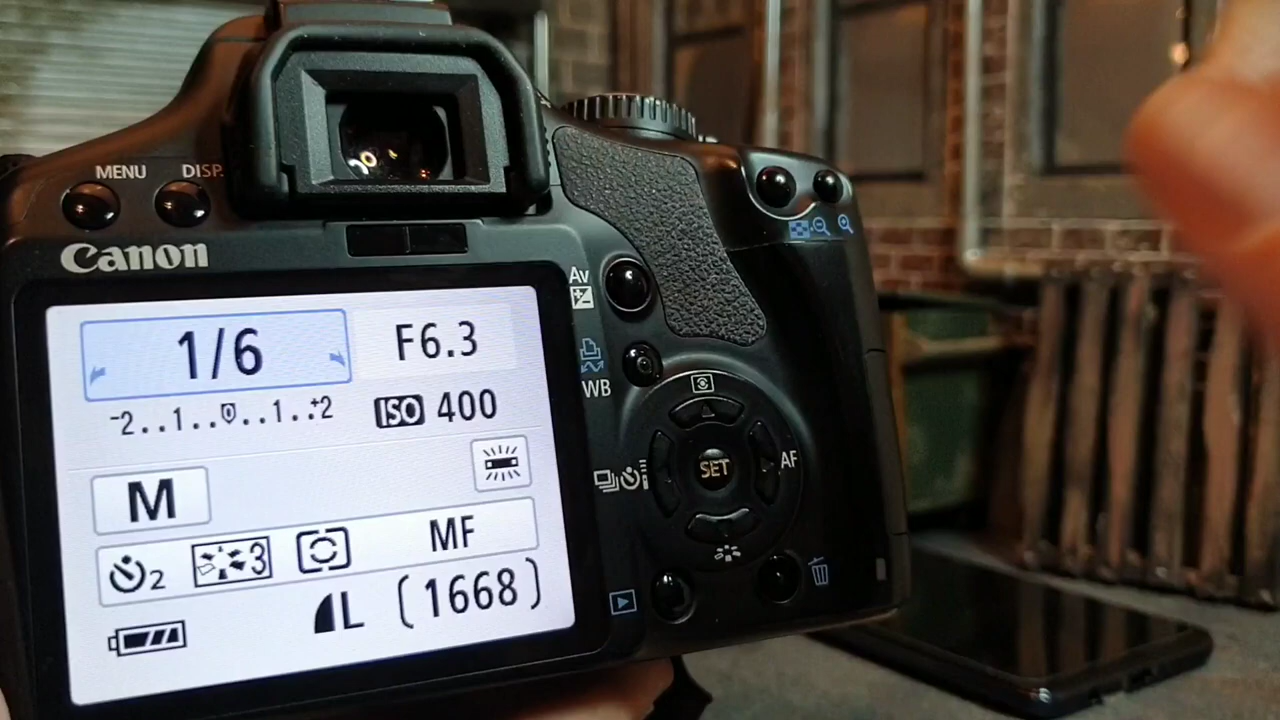 MENU DISP.
Canon
1/6 F6.3
-2..1..0..1..+2 ISO 400
M
2 3 MF
L (1668)
Av
WB
AF
SET